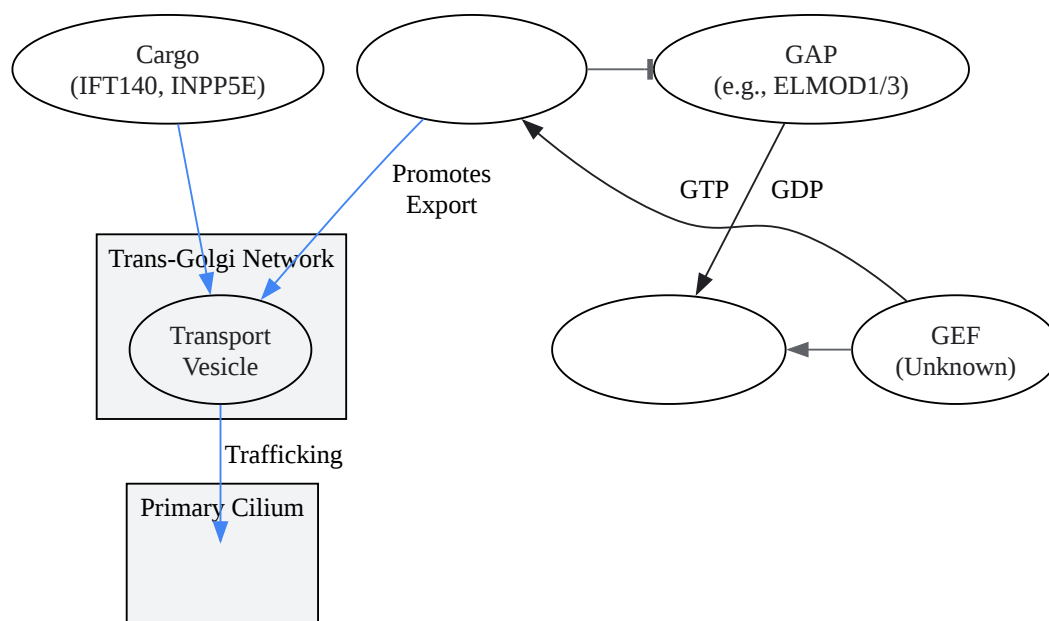 Cargo
(IFT140, INPP5E)
GAP
(e.g., ELMOD1/3)
Promotes
Export
GTP
GDP
Trans-Golgi Network
Transport
Vesicle
GEF
(Unknown)
Trafficking
Primary Cilium